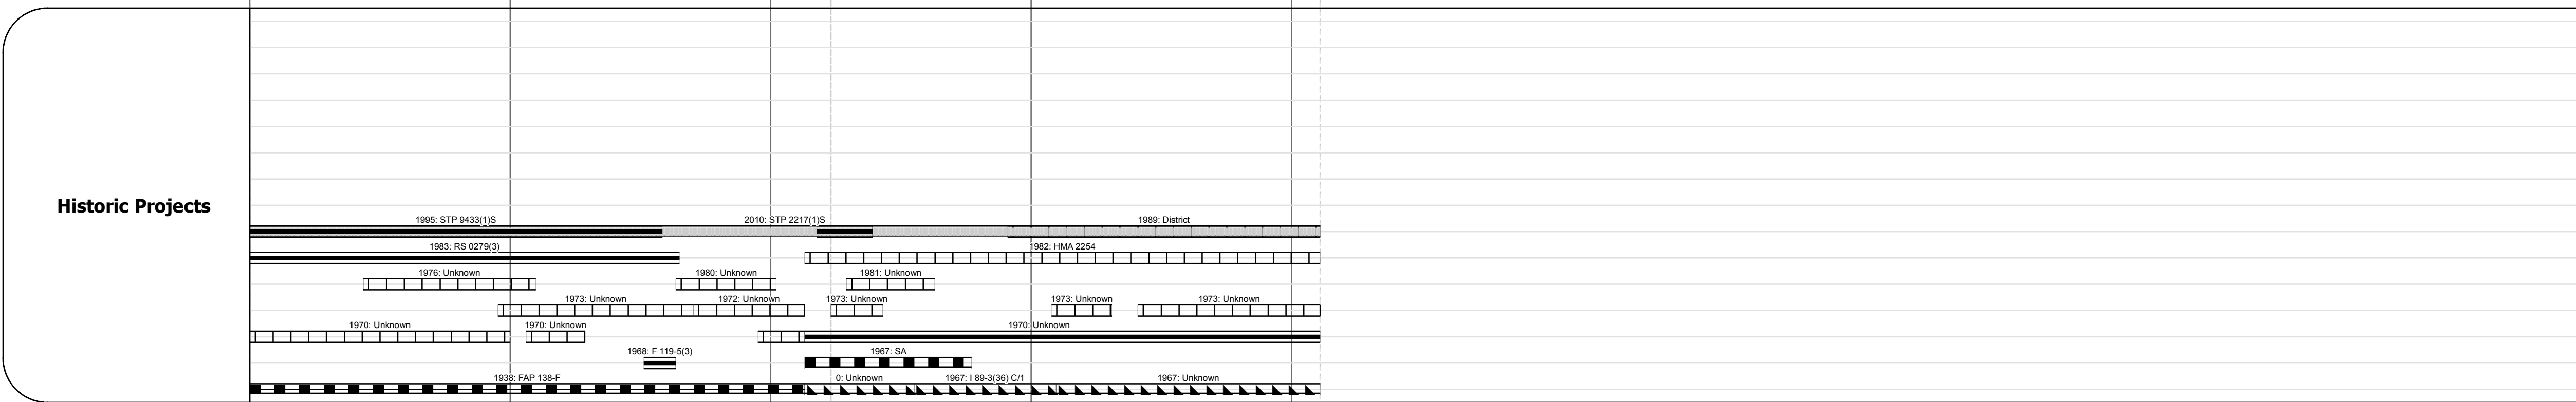 Historic Projects
1995: STP 9433(1)S 2010: STP 2217(1)S 1989: District
1983: RS 0279(3) 1982: HMA 2254
1976: Unknown 1980: Unknown 1981: Unknown
1973: Unknown 1972: Unknown 1973: Unknown 1973: Unknown 1973: Unknown
1970: Unknown 1970: Unknown 1970: Unknown
1968: F 119-5(3) 1967: SA
1938: FAP 138-F 0: Unknown 1967: I 89-3(36) C/1 1967: Unknown